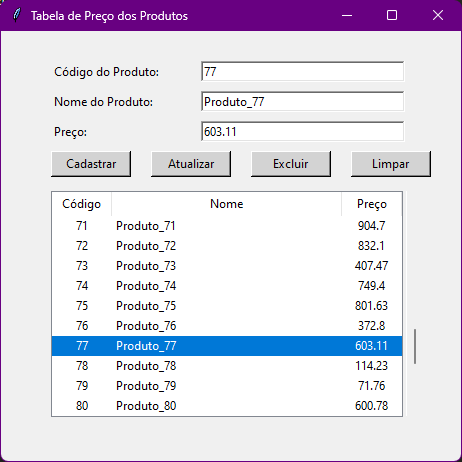 Tabela de Preço dos Produtos
Código do Produto: 77
Nome do Produto: Produto_77
Preço: 603.11
Cadastrar Atualizar Excluir Limpar
Código Nome Preço
71 Produto_71 904.7
72 Produto_72 832.1
73 Produto_73 407.47
74 Produto_74 749.4
75 Produto_75 801.63
76 Produto_76 372.8
77 Produto_77 603.11
78 Produto_78 114.23
79 Produto_79 71.76
80 Produto_80 600.78